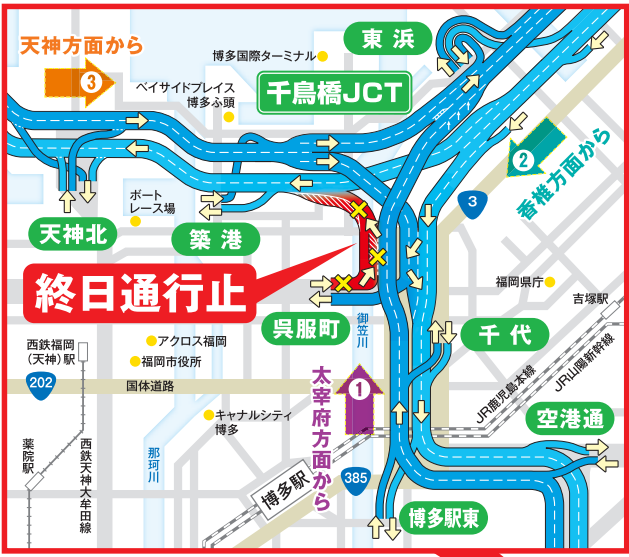 天神方面から
3
博多国際ターミナル
東浜
ベイサイドプレイス
博多ふ頭
千鳥橋JCT
2
香椎方面から
3
ボート
レース場
天神北
築港
終日通行止
福岡県庁
吉塚駅
呉服町
御笠川
千代
西鉄福岡
(天神)駅
アクロス福岡
福岡市役所
202
国体道路
1
太宰府方面から
JR鹿児島本線
JR山陽新幹線
キャナルシティ
博多
空港通
薬院駅
西鉄天神大牟田線
那珂川
博多駅
385
博多駅東